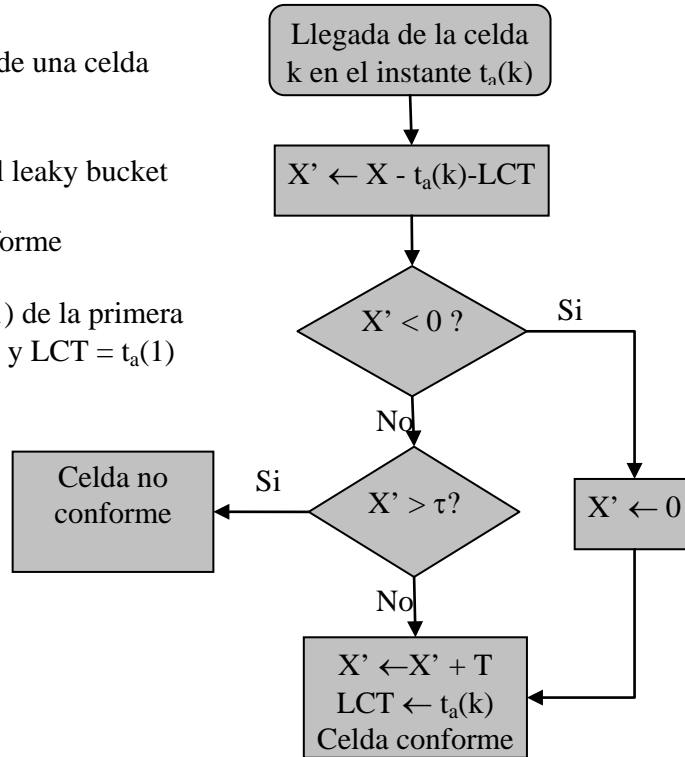 de una celda
leaky bucket
forme
) de la primera
y LCT = tₐ(1)
Llegada de la celda
k en el instante tₐ(k)
X' ← X - tₐ(k)-LCT
X' < 0 ?
Si
No
X' > τ?
Si
Celda no
conforme
X' ← 0
No
X' ←X' + T
LCT ← tₐ(k)
Celda conforme